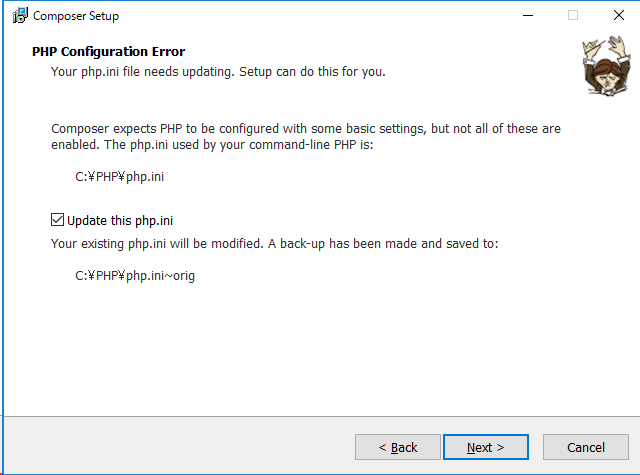 Composer Setup
PHP Configuration Error
Your php.ini file needs updating. Setup can do this for you.
Composer expects PHP to be configured with some basic settings, but not all of these are
enabled. The php.ini used by your command-line PHP is:
C:¥PHP¥php.ini
Update this php.ini
Your existing php.ini will be modified. A back-up has been made and saved to:
C:¥PHP¥php.ini~orig
< Back
Next >
Cancel